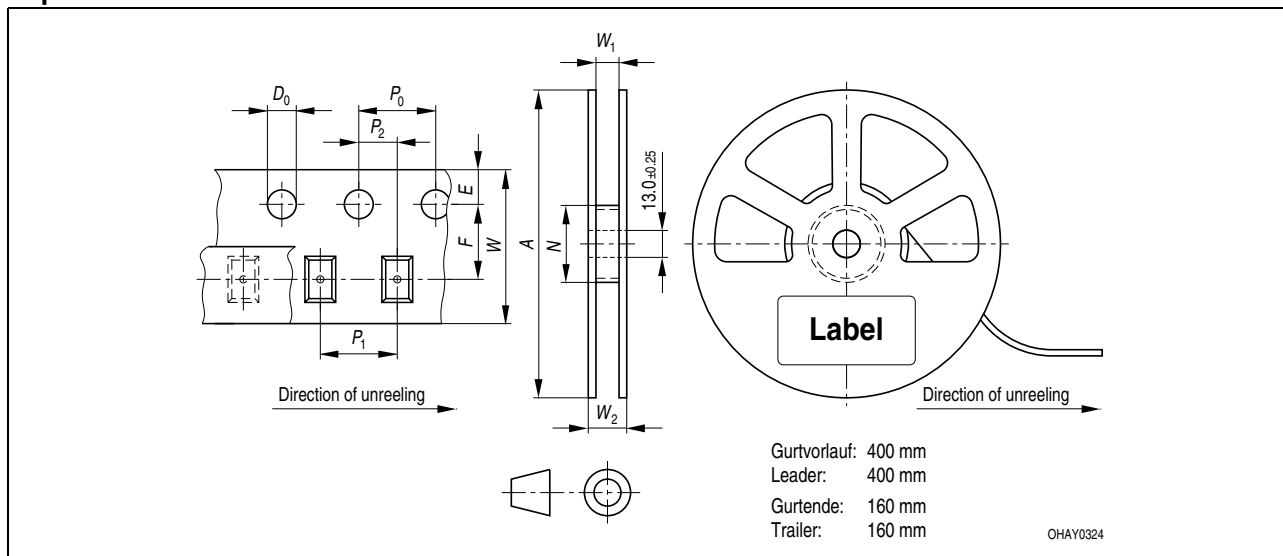 W1
D0
P0
P2
E
13.0±0.25
F
W
A
N
Label
P1
Direction of unreeling
W2
Direction of unreeling
Gurtvorlauf: 400 mm
Leader: 400 mm
Gurtende: 160 mm
Trailer: 160 mm
OHAY0324